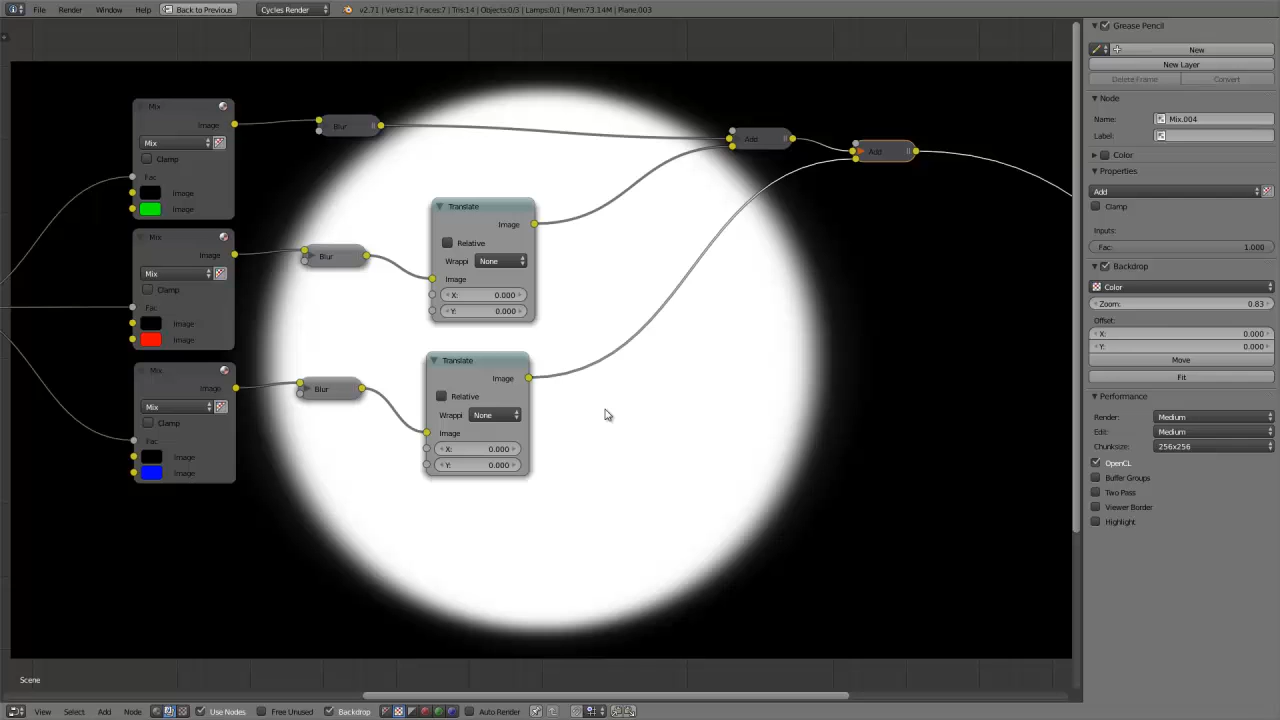 File Render Window Help Back to Previous Cycles Render v2.71 | Verts:12 | Faces:7 | Tris:14 | Objects:0/3 | Lamps:0/1 | Mem:73.14M | Plane.003
Mix
Image
Mix
Clamp
Fac
Image
Image
Mix
Image
Mix
Clamp
Fac
Image
Image
Mix
Image
Mix
Clamp
Fac
Image
Image
Blur
Blur
Blur
Translate
Image
Relative
Wrappi None
Image
X: 0.000
Y: 0.000
Translate
Image
Relative
Wrappi None
Image
X: 0.000
Y: 0.000
Add
Add
Grease Pencil
New
New Layer
Delete Frame Convert
Node
Name: Mix.004
Label:
Color
Properties
Add
Clamp
Inputs:
Fac: 1.000
Backdrop
Color
Zoom: 0.83
Offset:
X: 0.000
Y: 0.000
Move
Fit
Performance
Render: Medium
Edit: Medium
Chunksize: 256x256
OpenCL
Buffer Groups
Two Pass
Viewer Border
Highlight
Scene
View Select Add Node Use Nodes Free Unused Backdrop Auto Render